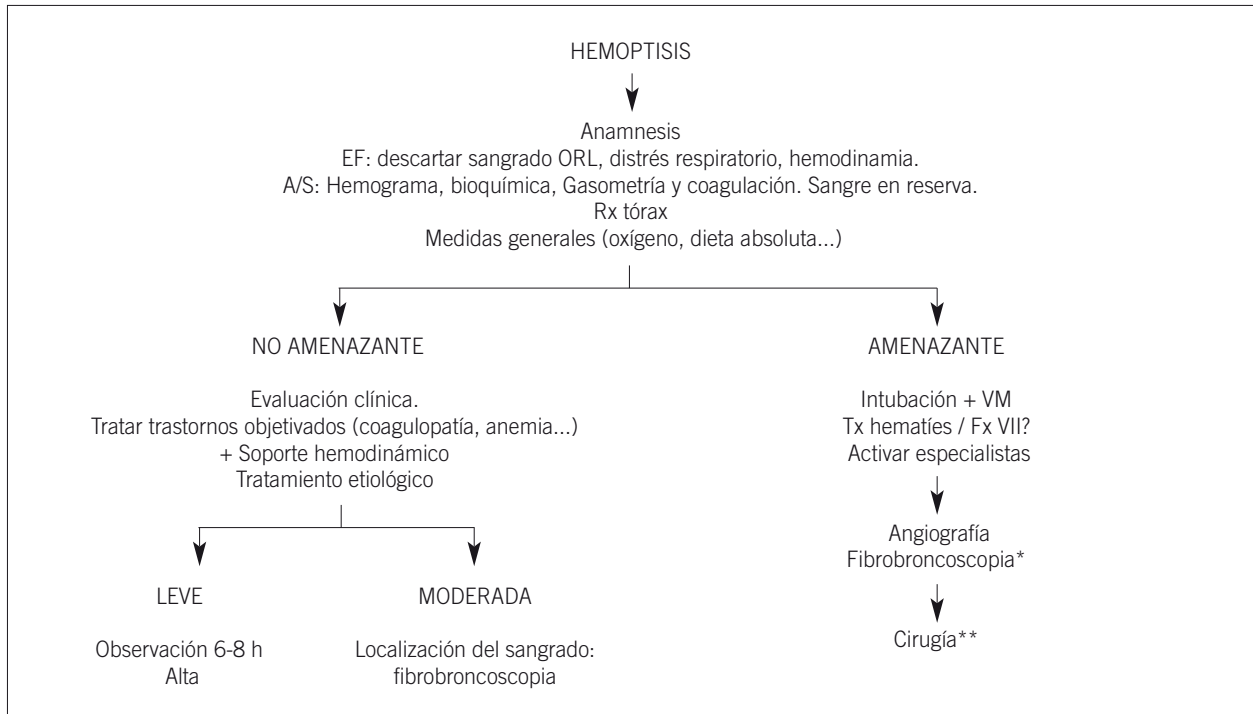 HEMOPTISIS
Anamnesis
EF: descartar sangrado ORL, distrés respiratorio, hemodinamia.
A/S: Hemograma, bioquímica, Gasometría y coagulación. Sangre en reserva.
Rx tórax
Medidas generales (oxígeno, dieta absoluta...)
NO AMENAZANTE
Evaluación clínica.
Tratar trastornos objetivados (coagulopatía, anemia...)
+ Soporte hemodinámico
Tratamiento etiológico
LEVE
Observación 6-8 h
Alta
MODERADA
Localización del sangrado:
fibrobroncoscopia
AMENAZANTE
Intubación + VM
Tx hematíes / Fx VII?
Activar especialistas
Angiografía
Fibrobroncoscopia*
Cirugía**